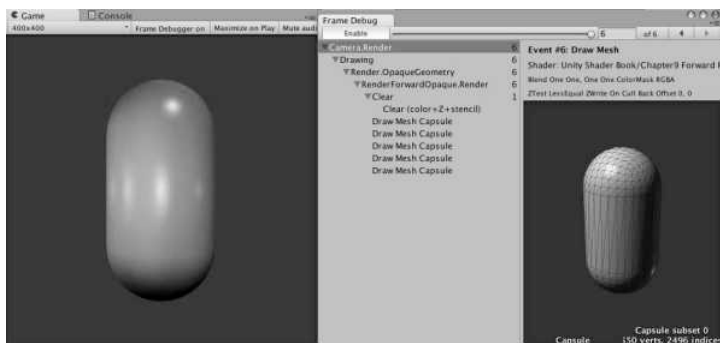 Game
Console
400x400
Frame Debugger on
Maximize on Play
Mute audi
Frame Debug
Enable
6
of 6
Camera.Render 6
Drawing 6
Render.OpaqueGeometry 6
RenderForwardOpaque.Render 6
Clear 1
Clear (color+Z+stencil)
Draw Mesh Capsule
Draw Mesh Capsule
Draw Mesh Capsule
Draw Mesh Capsule
Draw Mesh Capsule
Event #6: Draw Mesh
Shader: Unity Shader Book/Chapter9 Forward
Blend One One, One One ColorMask RGBA
ZTest LessEqual ZWrite On Cull Back Offset 0, 0
Capsule subset 0
Capsule
verts, 2496 indices